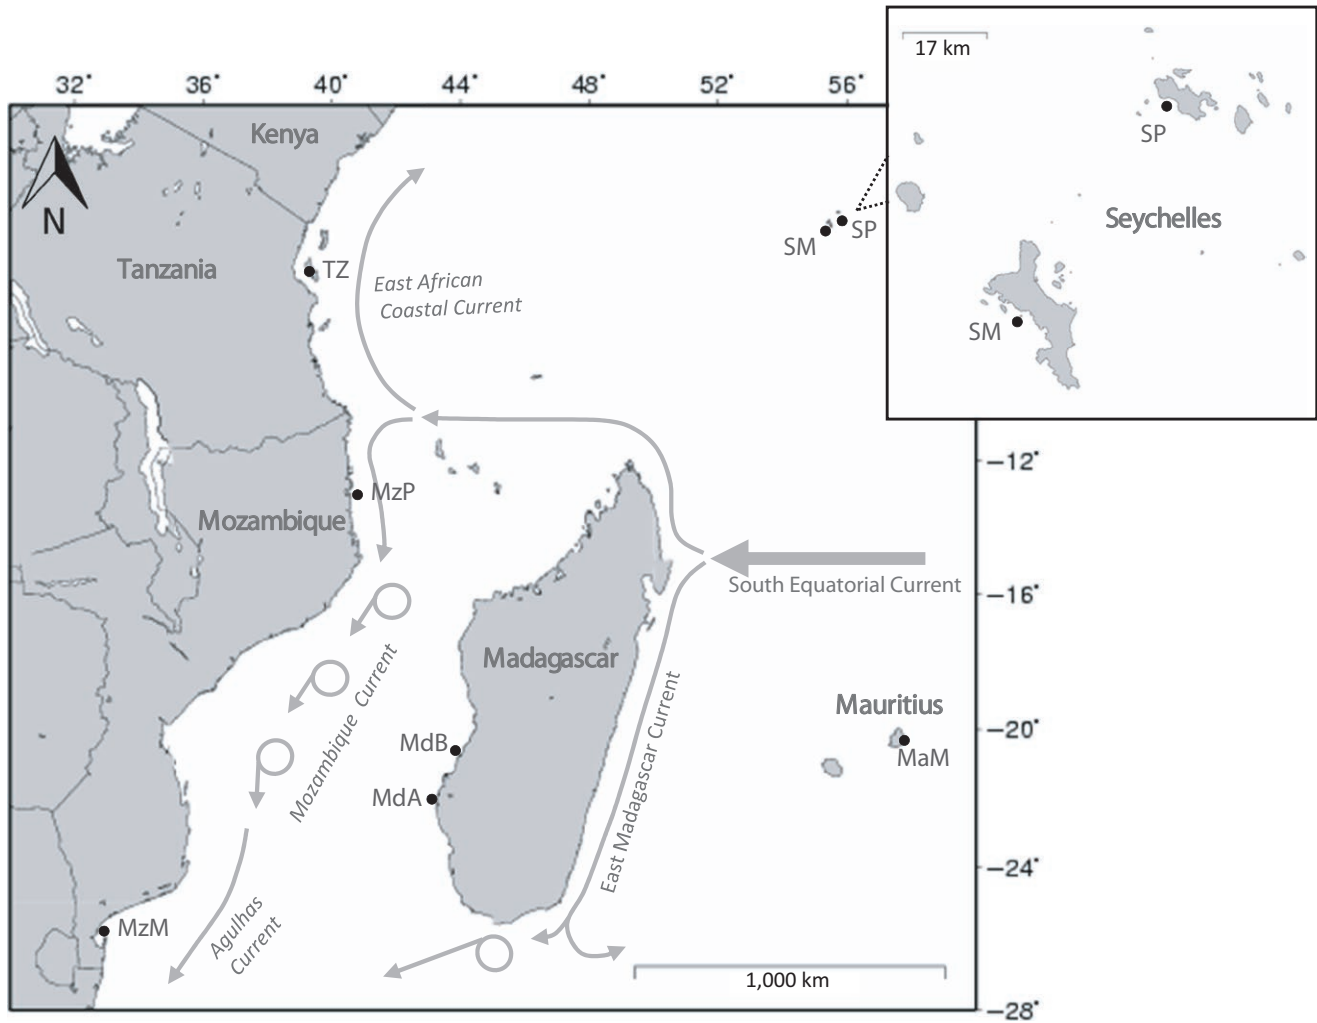 17 km
SP
Seychelles
SM
32°
36°
40°
44°
48°
52°
56°
Kenya
N
Tanzania
TZ
SM
SP
East African
Coastal Current
−12°
MzP
Mozambique
South Equatorial Current
−16°
Madagascar
Mozambique Current
East Madagascar Current
Mauritius
−20°
MaM
MdB
MdA
−24°
MzM
Agulhas
Current
1,000 km
−28°